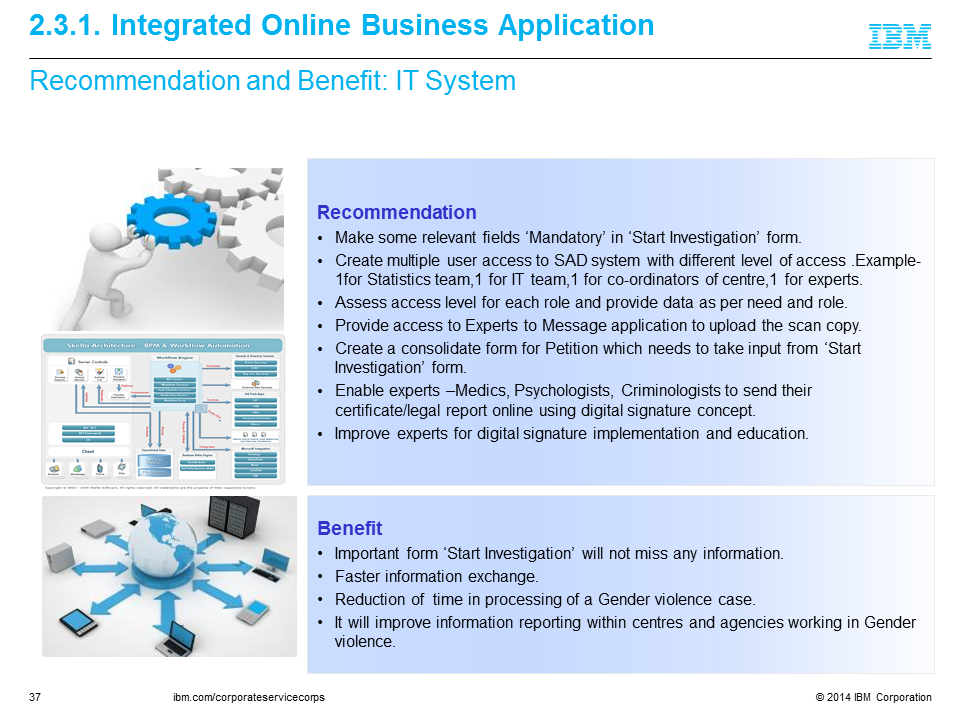 2.3.1. Integrated Online Business Application
IBM
Recommendation and Benefit: IT System
Recommendation
• Make some relevant fields ‘Mandatory’ in ‘Start Investigation’ form.
• Create multiple user access to SAD system with different level of access .Example-
1for Statistics team,1 for IT team,1 for co-ordinators of centre,1 for experts.
• Assess access level for each role and provide data as per need and role.
• Provide access to Experts to Message application to upload the scan copy.
• Create a consolidate form for Petition which needs to take input from ‘Start
Investigation’ form.
• Enable experts –Medics, Psychologists, Criminologists to send their
certificate/legal report online using digital signature concept.
• Improve experts for digital signature implementation and education.
Skelta Architecture: BPM & Workflow Automation
Server Controls
Workflow Engine
Client
Benefit
• Important form ‘Start Investigation’ will not miss any information.
• Faster information exchange.
• Reduction of time in processing of a Gender violence case.
• It will improve information reporting within centres and agencies working in Gender
violence.
37
ibm.com/corporateservicecorps
© 2014 IBM Corporation